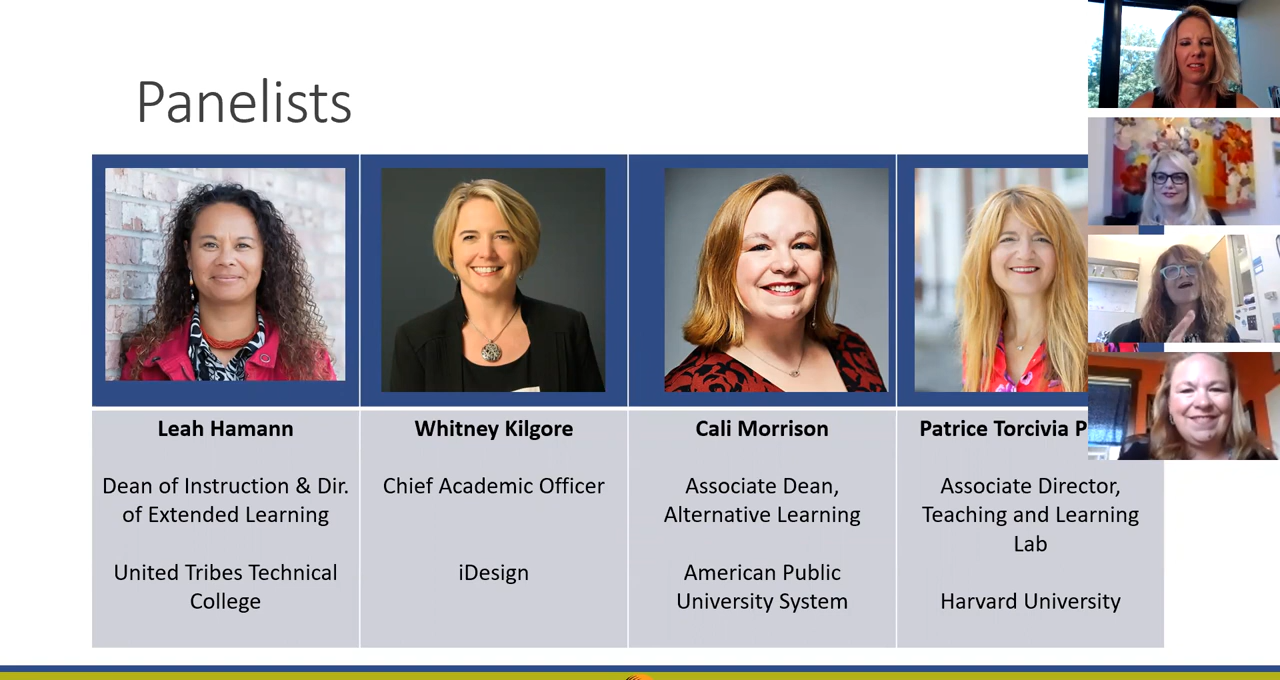 Panelists
Leah Hamann
Dean of Instruction & Dir.
of Extended Learning
United Tribes Technical
College
Whitney Kilgore
Chief Academic Officer
iDesign
Cali Morrison
Associate Dean,
Alternative Learning
American Public
University System
Patrice Torcivia
Associate Director,
Teaching and Learning
Lab
Harvard University